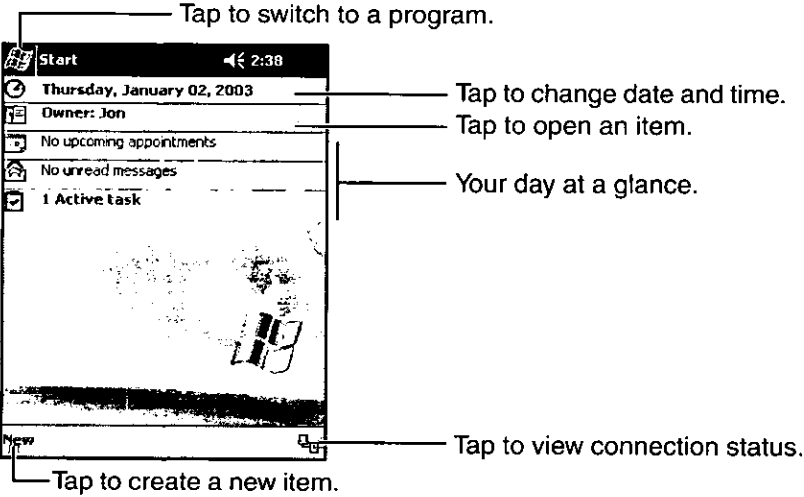 Tap to switch to a program.
Start 2:38
Thursday, January 02, 2003
Tap to change date and time.
Owner: Jon
Tap to open an item.
No upcoming appointments
No unread messages
Your day at a glance.
1 Active task
New
Tap to view connection status.
Tap to create a new item.